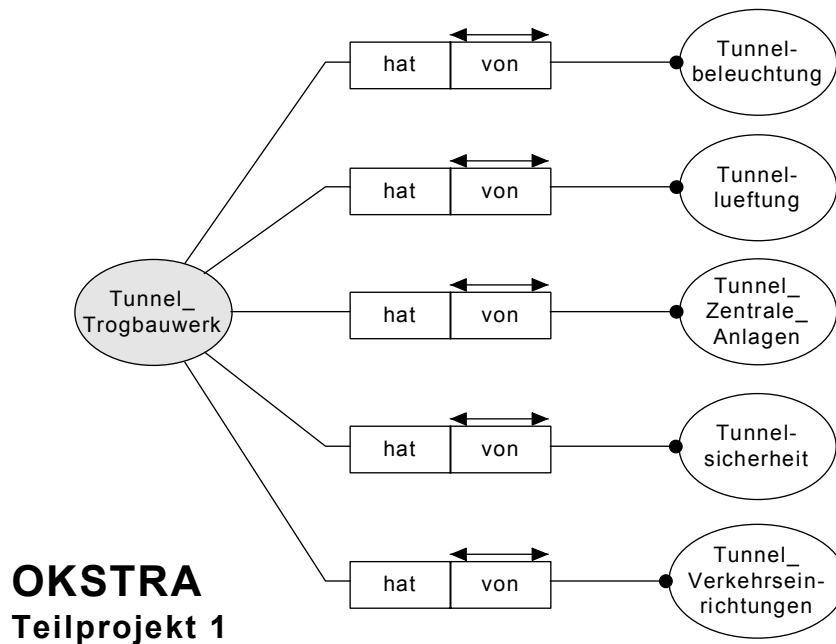 hat von
Tunnel-
beleuchtung
hat von
Tunnel-
lueftung
Tunnel_
Trogbauwerk
hat von
Tunnel_
Zentrale_
Anlagen
hat von
Tunnel-
sicherheit
hat von
Tunnel_
Verkehrsein-
richtungen
OKSTRA
Teilprojekt 1